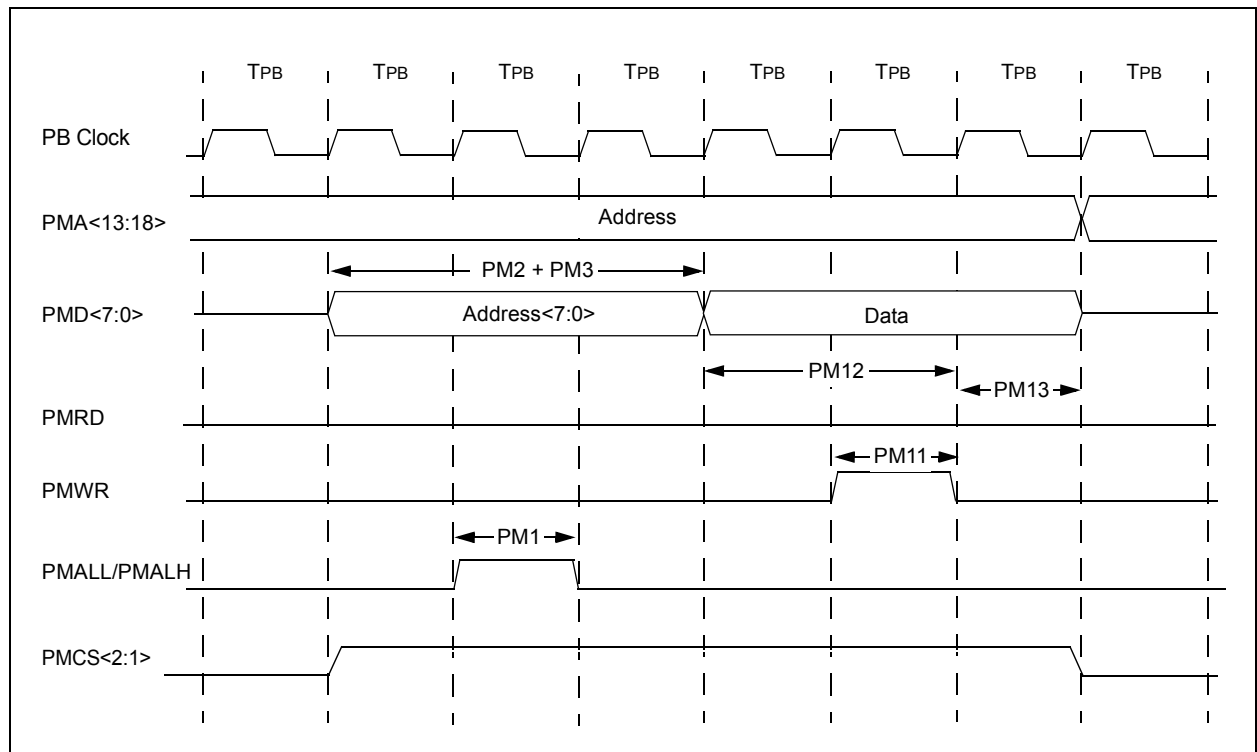 TPB TPB TPB TPB TPB TPB TPB TPB
PB Clock
PMA<13:18>
Address
PM2 + PM3
PMD<7:0>
Address<7:0>
Data
PM12
PM13
PMRD
PM11
PMWR
PM1
PMALL/PMALH
PMCS<2:1>